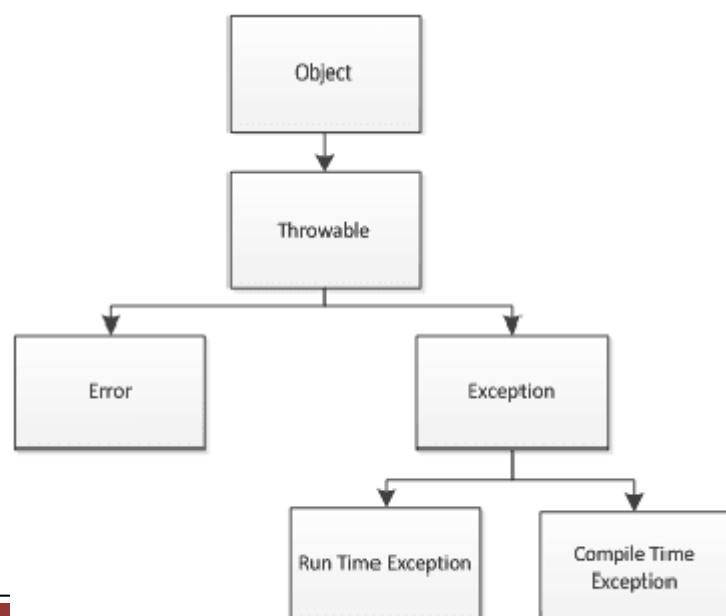 Object
Throwable
Error
Exception
Run Time Exception
Compile Time
Exception